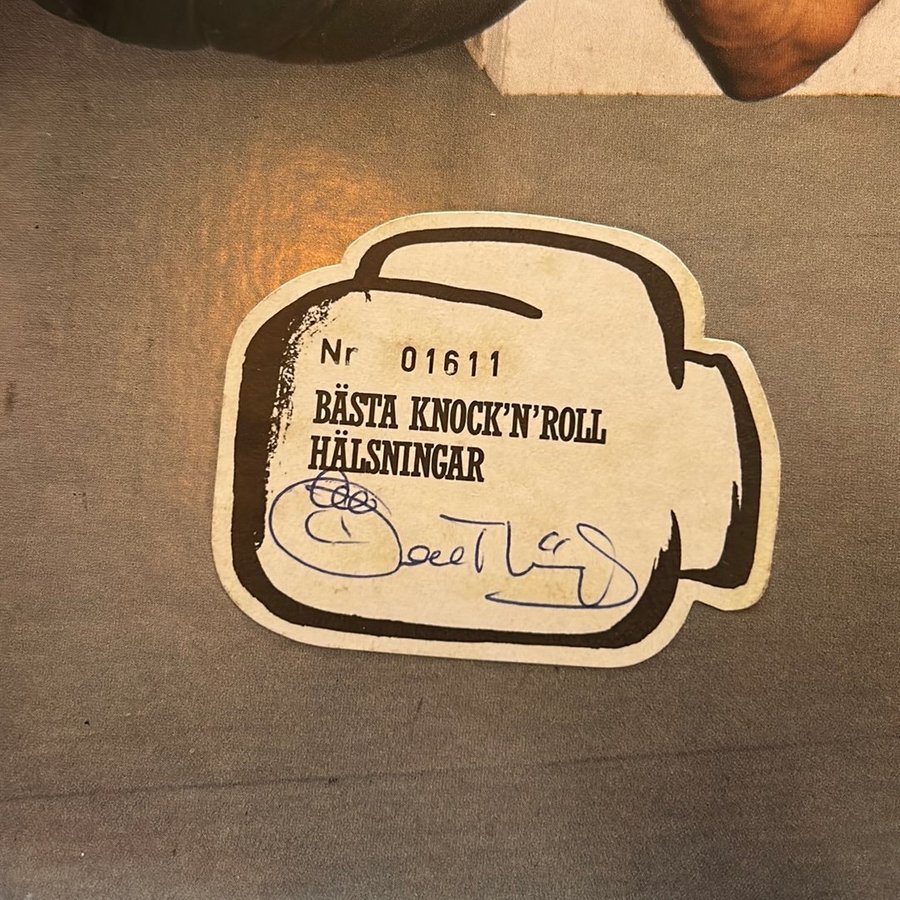 Nr 01611
BÄSTA KNOCK'N'ROLL
HÄLSNINGAR